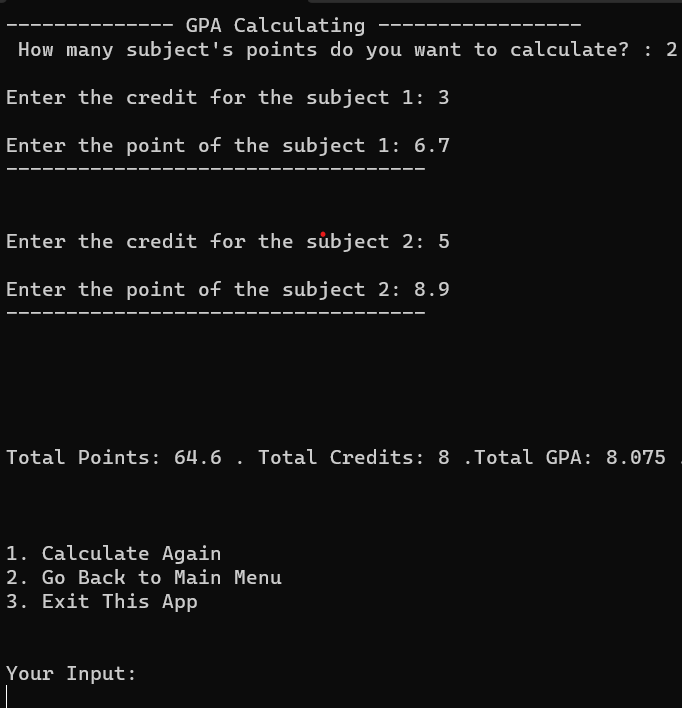 -------------- GPA Calculating -----------------
How many subject's points do you want to calculate? : 2
Enter the credit for the subject 1: 3
Enter the point of the subject 1: 6.7
-----------------------------------
Enter the credit for the subject 2: 5
Enter the point of the subject 2: 8.9
-----------------------------------
Total Points: 64.6 . Total Credits: 8 .Total GPA: 8.075 .
1. Calculate Again
2. Go Back to Main Menu
3. Exit This App
Your Input: